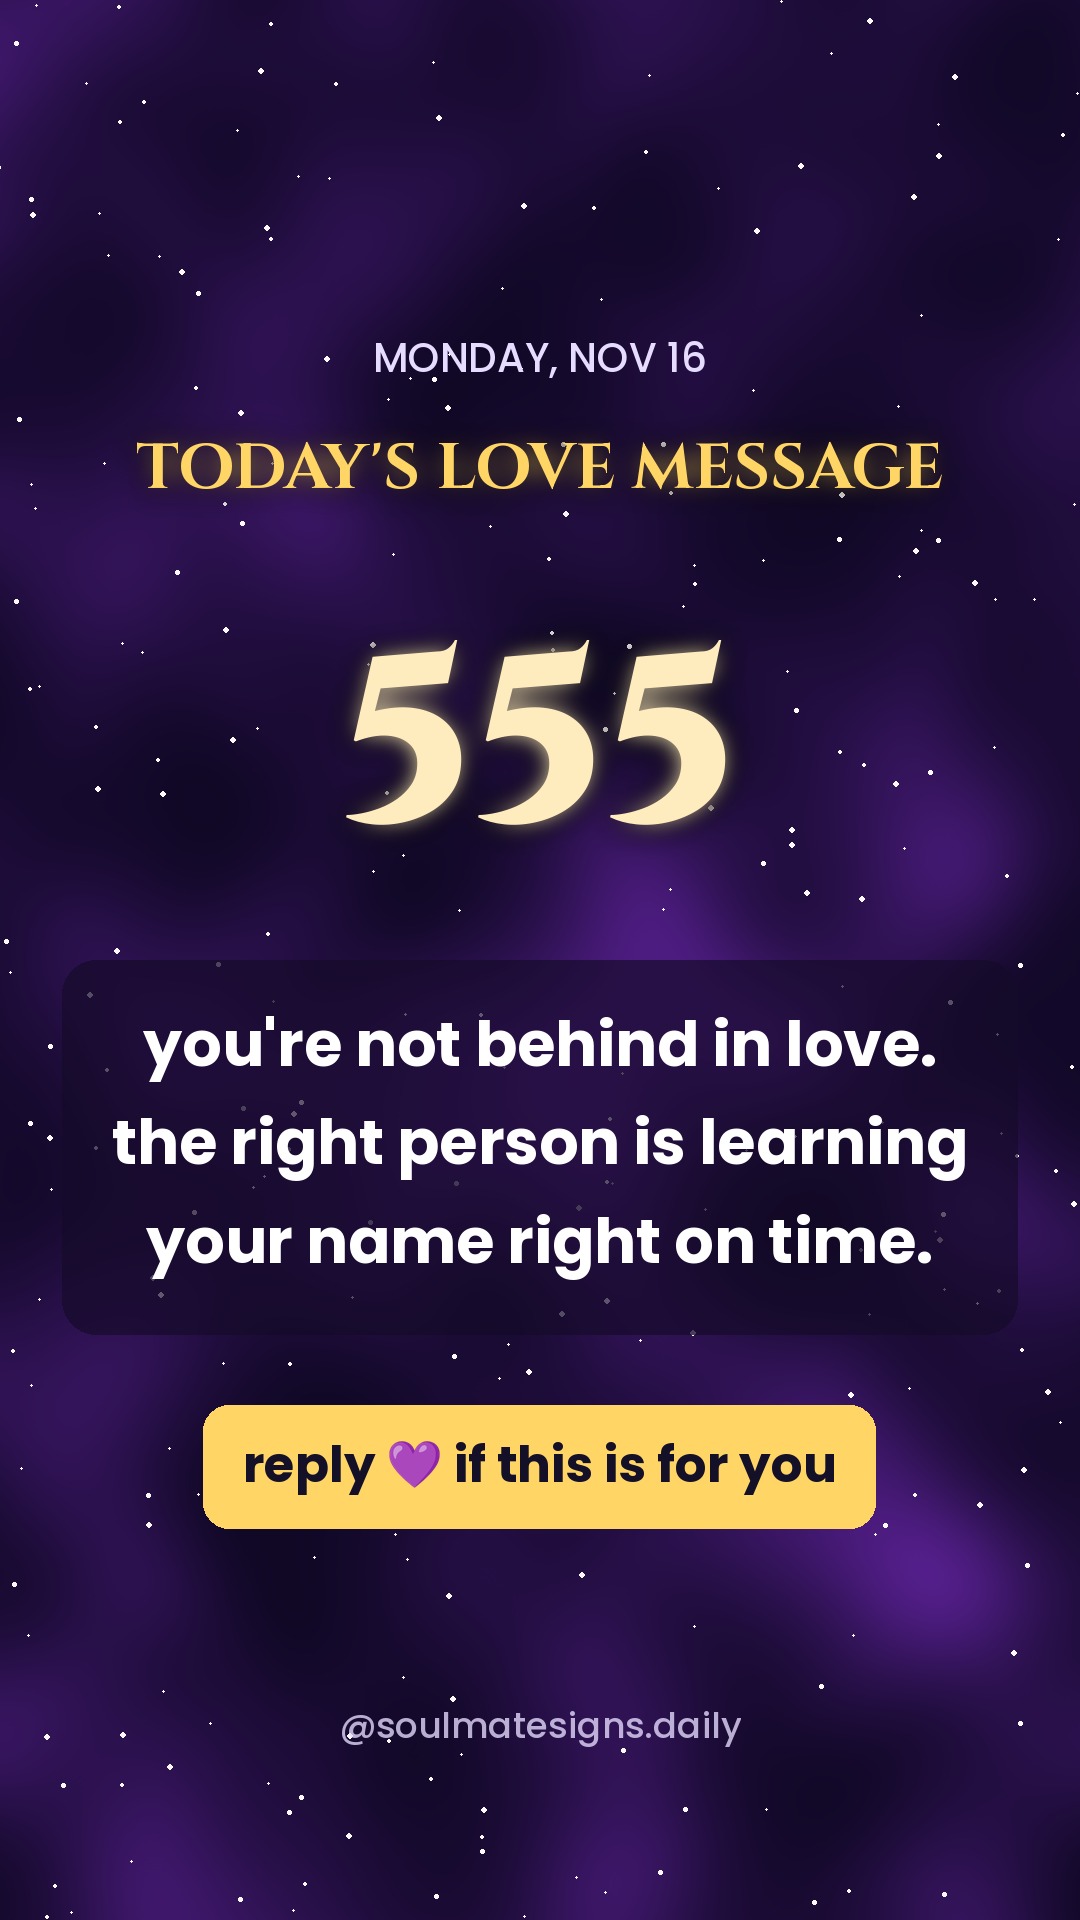 MONDAY, NOV 16
TODAY'S LOVE MESSAGE
555
you're not behind in love.
the right person is learning
your name right on time.
reply 💜 if this is for you
@soulmatesigns.daily